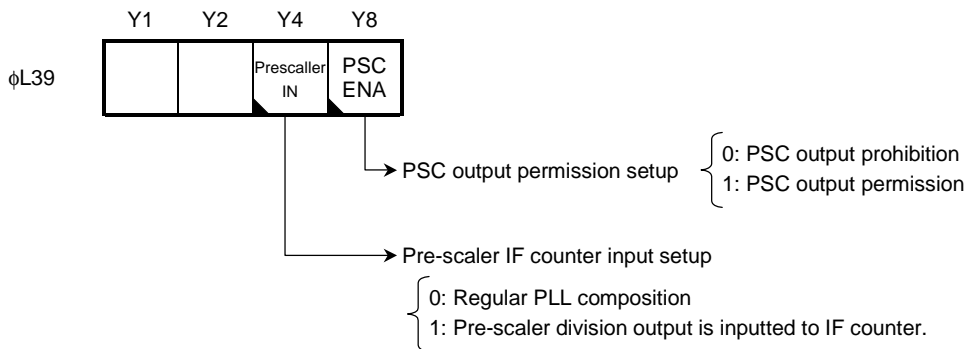 Y1 Y2 Y4 Y8
ϕL39
Prescaller
IN
PSC
ENA
PSC output permission setup
0: PSC output prohibition
1: PSC output permission
Pre-scaler IF counter input setup
0: Regular PLL composition
1: Pre-scaler division output is inputted to IF counter.